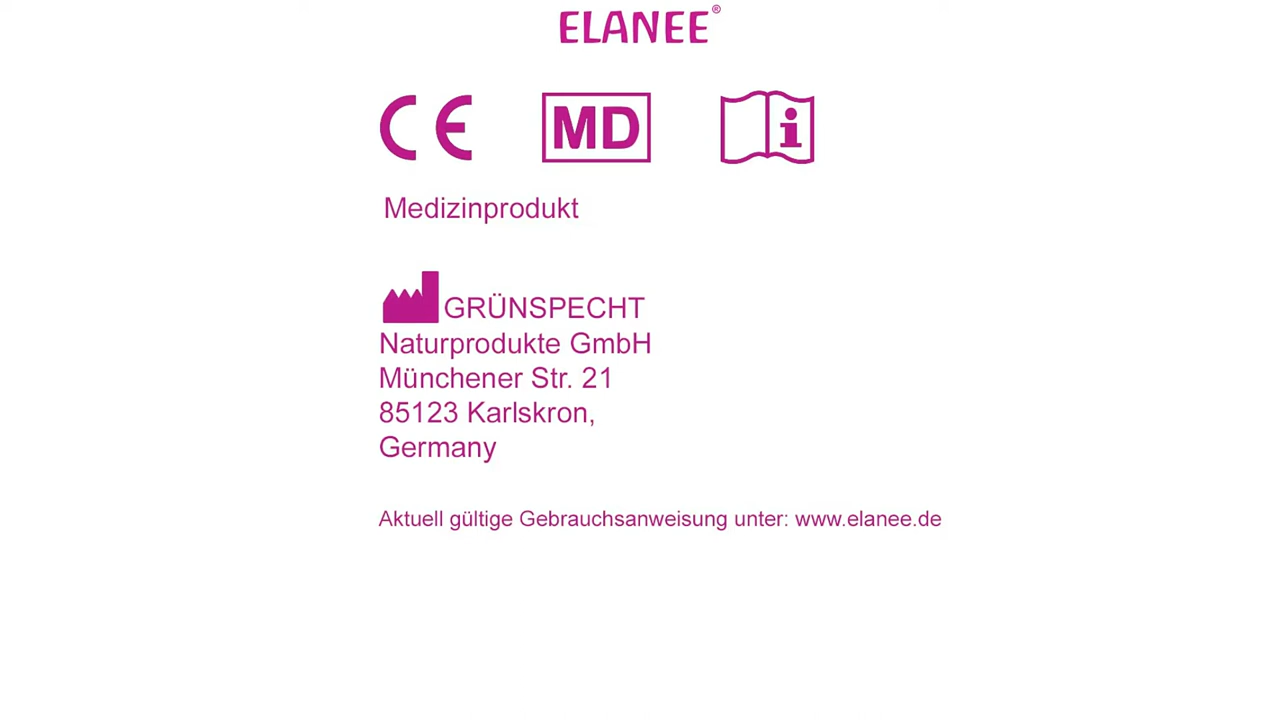 ELANEE®
CE MD i
Medizinprodukt
GRÜNSPECHT
Naturprodukte GmbH
Münchener Str. 21
85123 Karlskron,
Germany
Aktuell gültige Gebrauchsanweisung unter: www.elanee.de